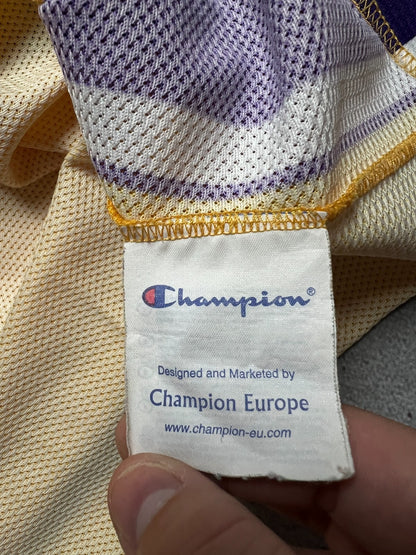 Champion®
Designed and Marketed by
Champion Europe
www.champion-eu.com